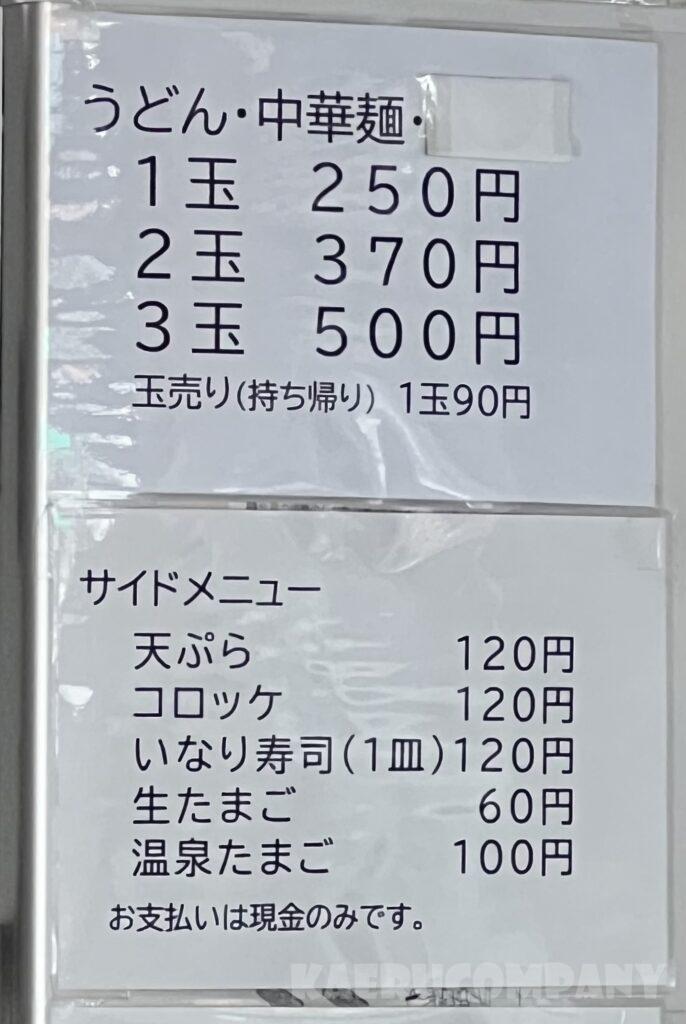 うどん・中華麺・
1玉 250円
2玉 370円
3玉 500円
玉売り(持ち帰り) 1玉90円
サイドメニュー
天ぷら 120円
コロッケ 120円
いなり寿司(1皿)120円
生たまご 60円
温泉たまご 100円
お支払いは現金のみです。
KAERUCOMPANY